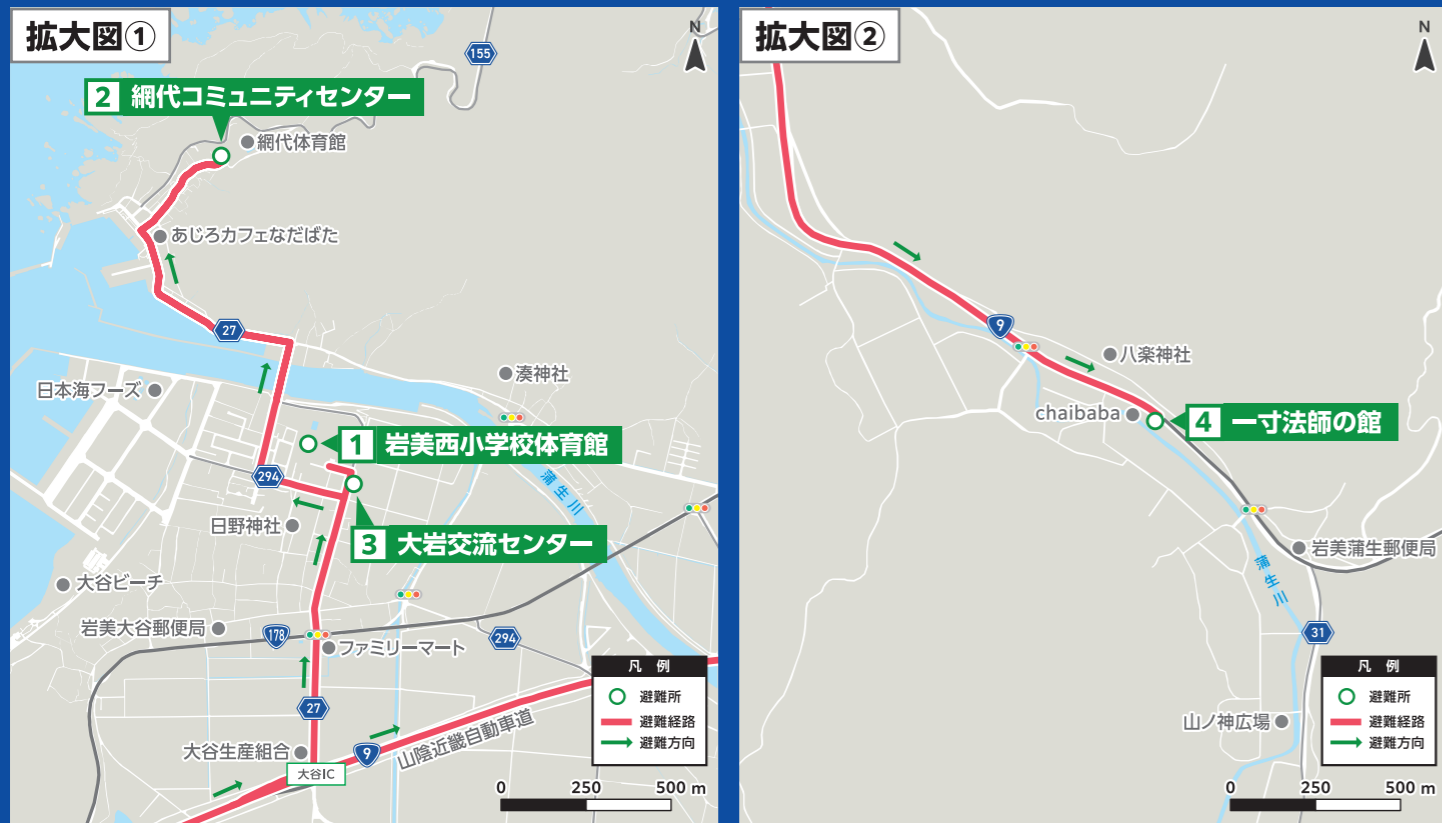 拡大図①
N
155
2 網代コミュニティセンター
網代体育館
あじろカフェなだばた
27
日本海フーズ
湊神社
1 岩美西小学校体育館
294
蒲生川
日野神社
3 大岩交流センター
大谷ビーチ
岩美大谷郵便局
178
ファミリーマート
294
27
大谷生産組合
9
山陰近畿自動車道
大谷IC
凡 例
避難所
避難経路
避難方向
0 250 500 m
拡大図②
N
9
八楽神社
chaibaba
4 一寸法師の館
岩美蒲生郵便局
蒲生川
31
山ノ神広場
凡 例
避難所
避難経路
避難方向
0 250 500 m